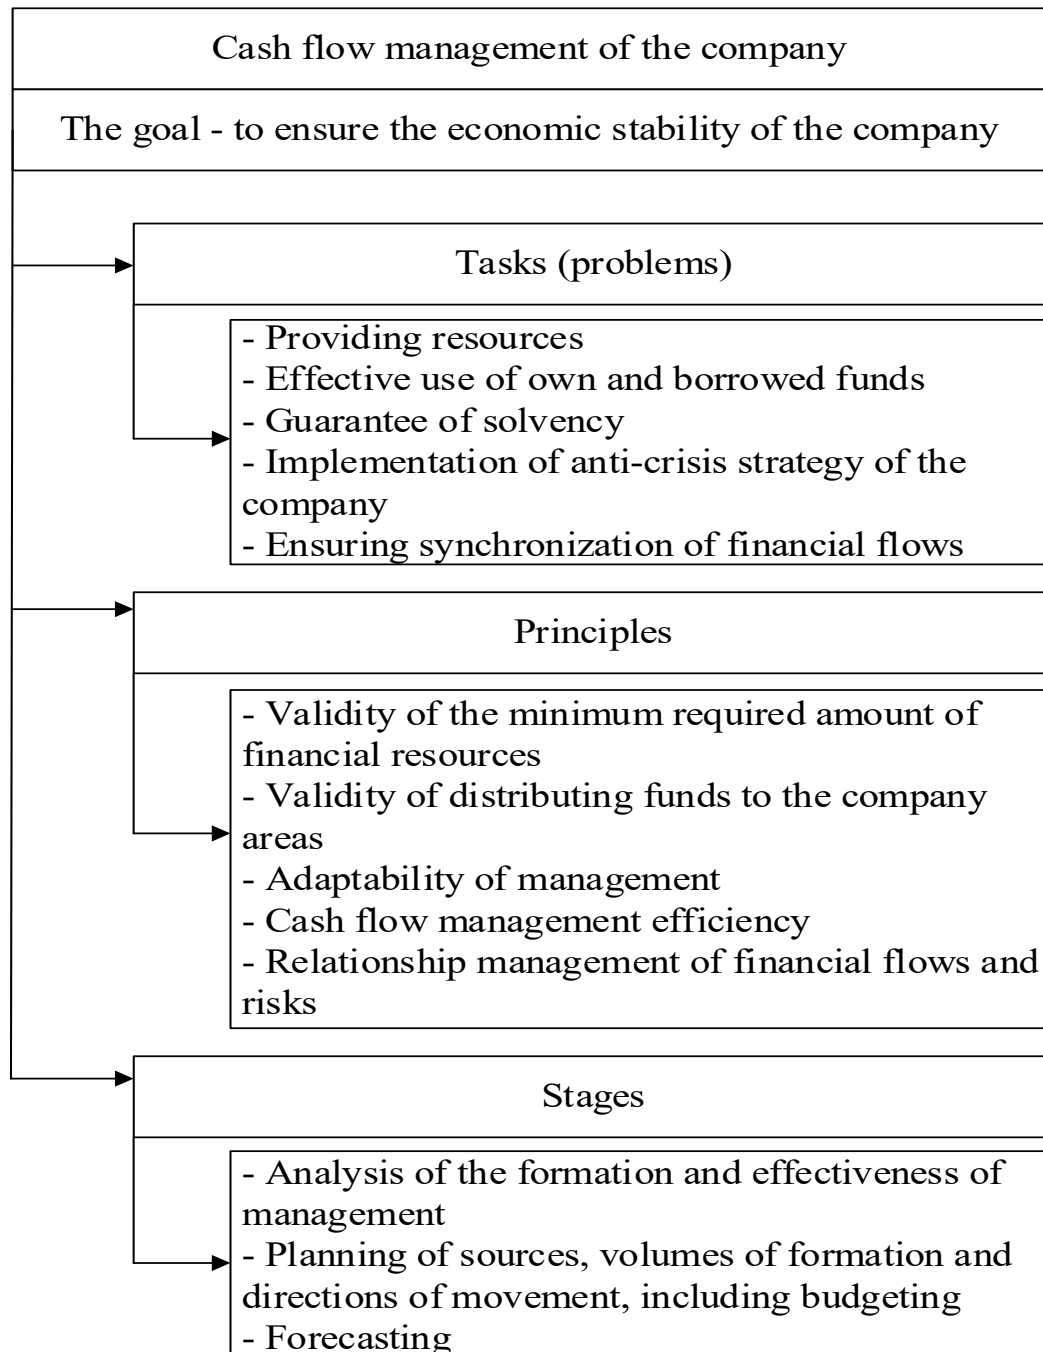 Cash flow management of the company
The goal - to ensure the economic stability of the company
Tasks (problems)
- Providing resources
- Effective use of own and borrowed funds
- Guarantee of solvency
- Implementation of anti-crisis strategy of the
company
- Ensuring synchronization of financial flows
Principles
- Validity of the minimum required amount of
financial resources
- Validity of distributing funds to the company
areas
- Adaptability of management
- Cash flow management efficiency
- Relationship management of financial flows and
risks
Stages
- Analysis of the formation and effectiveness of
management
- Planning of sources, volumes of formation and
directions of movement, including budgeting
- Forecasting